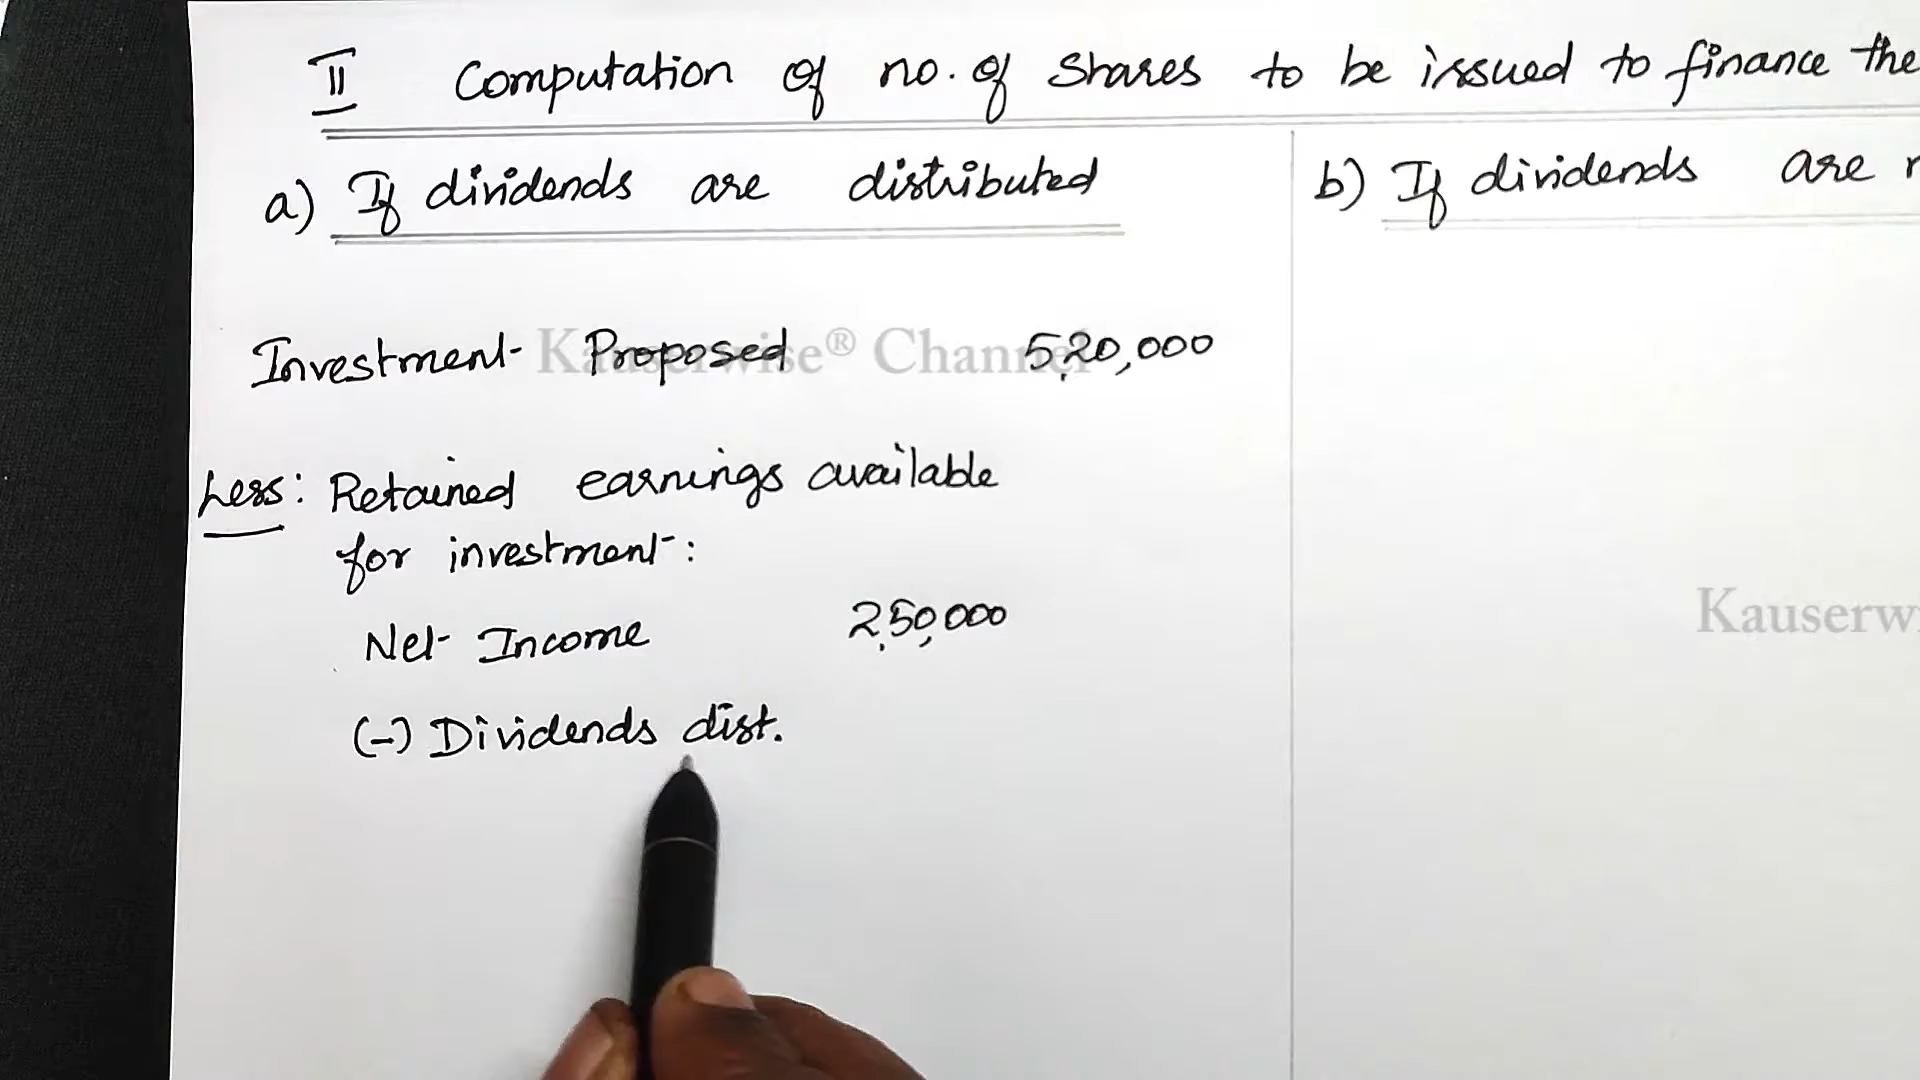 II Computation of no. of shares to be issued to finance the
a) If dividends are distributed
b) If dividends are
Investment Proposed 5,20,000
Kauserwise® Channel
Less: Retained earnings available
for investment:
Net Income 2,50,000
(-) Dividends dist.
Kauserw